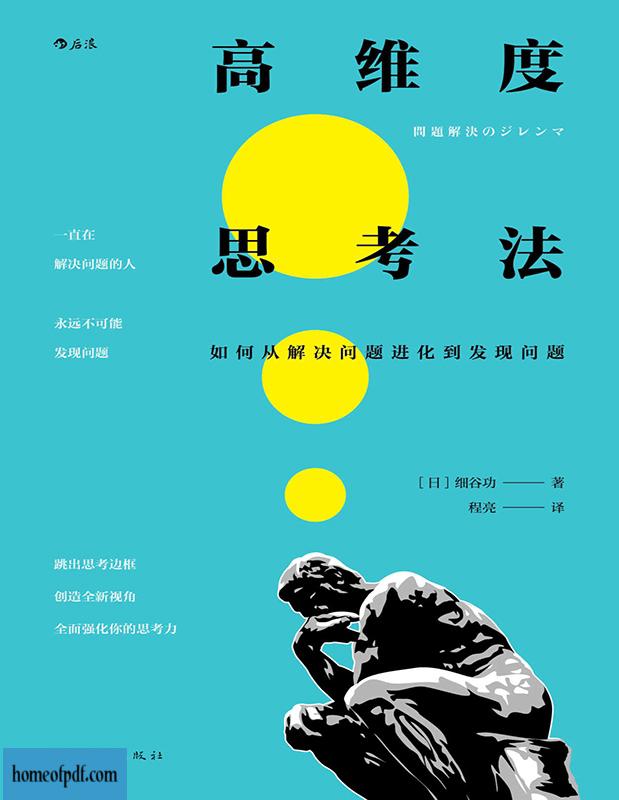 后浪
高维度
問題解決のジレンマ
思考法
一直在
解决问题的人
永远不可能
发现问题
如何从解决问题进化到发现问题
[日]细谷功 —— 著
程亮 —— 译
跳出思考边框
创造全新视角
全面强化你的思考力
版社
homeofpdf.com